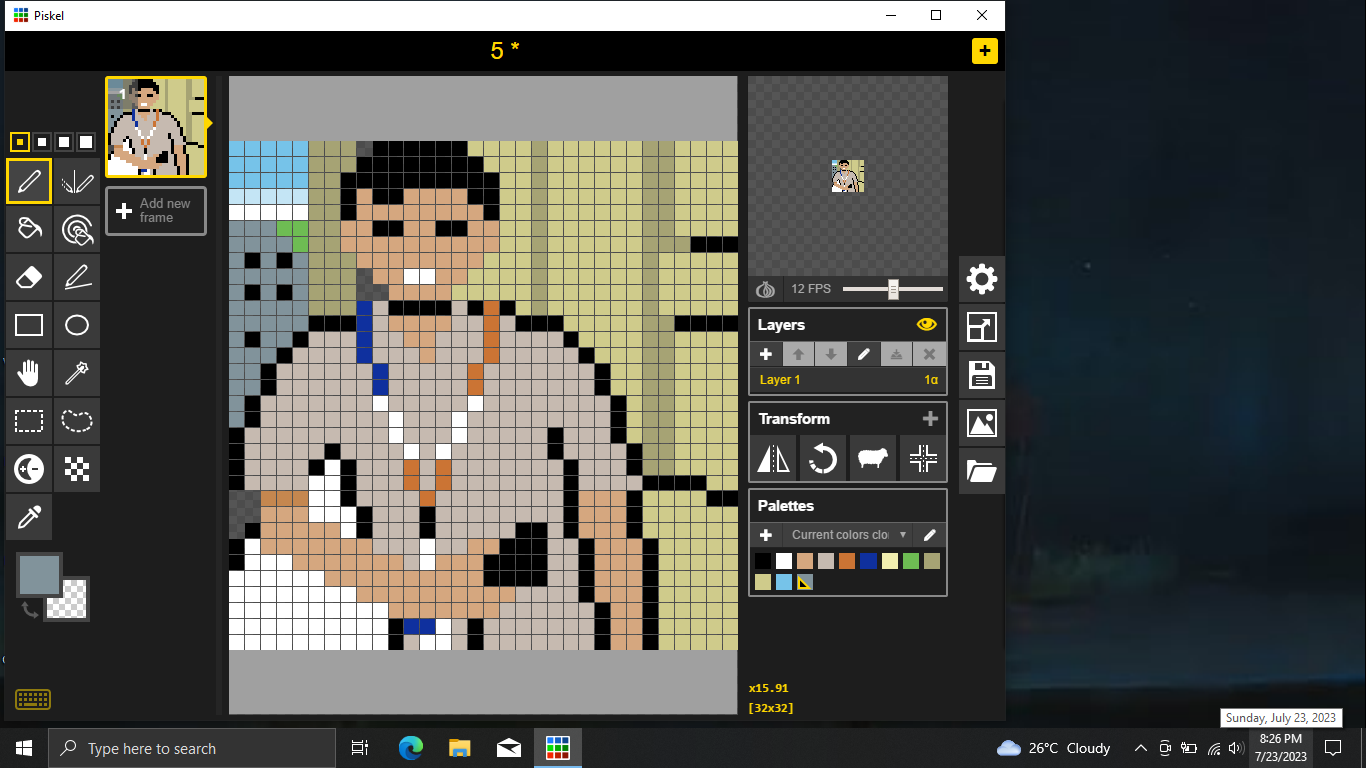 Piskel
5 *
1
Add new
frame
12 FPS
Layers
Layer 1
1α
Transform
Palettes
Current colors clo
x15.91
[32x32]
Sunday, July 23, 2023
Type here to search
26°C Cloudy
8:26 PM
7/23/2023